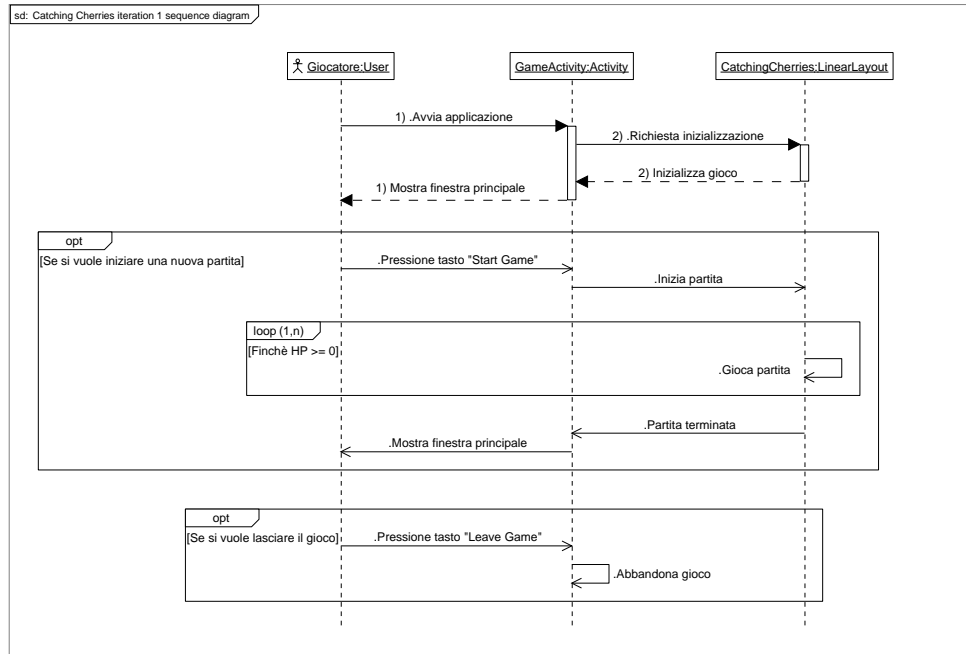 sd: Catching Cherries iteration 1 sequence diagram
Giocatore:User
GameActivity:Activity
CatchingCherries:LinearLayout
1) .Avvia applicazione
2) .Richiesta inizializzazione
2) Inizializza gioco
1) Mostra finestra principale
opt
[Se si vuole iniziare una nuova partita]
.Pressione tasto "Start Game"
.Inizia partita
loop (1,n)
[Finchè HP >= 0]
.Gioca partita
.Partita terminata
.Mostra finestra principale
opt
[Se si vuole lasciare il gioco]
.Pressione tasto "Leave Game"
.Abbandona gioco